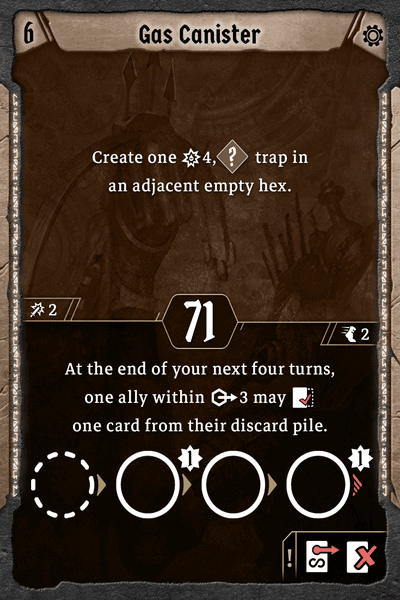 6
Gas Canister
Create one 4, ? trap in
an adjacent empty hex.
2
71
2
At the end of your next four turns,
one ally within 3 may
one card from their discard pile.
1
1
!